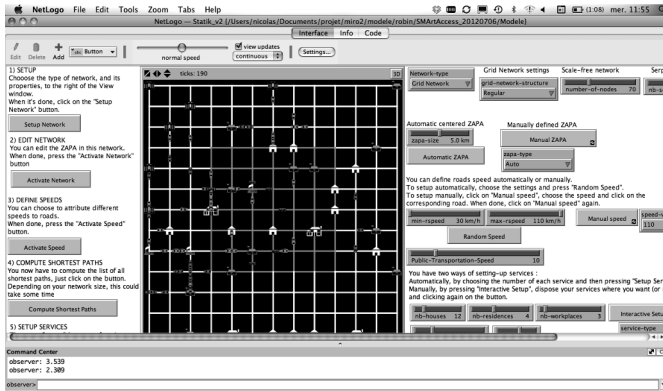 NetLogo File Edit Tools Zoom Tabs Help
(1:08) mer. 11:55
NetLogo — Statik_v2 {/Users/nicolas/Documents/projet/miro2/modele/robin/SMArtAccess_20120706/Modele}
Interface Info Code
Edit Delete Add
Button
normal speed
view updates
continuous
Settings...
1) SETUP
Choose the type of network, and its
properties, to the right of the View
window.
When it's done, click on the "Setup
Network" button.
Setup Network
2) EDIT NETWORK
You can edit the ZAPA in this network.
When done, press the "Activate Network"
button
Activate Network
3) DEFINE SPEEDS
You can choose to attribute different
speeds to roads.
When done, press the "Activate Speed"
button.
Activate Speed
4) COMPUTE SHORTEST PATHS
You now have to compute the list of all
shortest paths, just click on the button.
Depending on your network size, this could
take some time
Compute Shortest Paths
5) SETUP SERVICES
ticks: 190
3D
Network-type
Grid Network
Grid Network settings
grid-network-structure
Regular
Scale-free network
number-of-nodes 70
Automatic centered ZAPA
zapa-size 5.0 km
Automatic ZAPA
Manually defined ZAPA
Manual ZAPA
zapa-type
Auto
You can define roads speed automatically or manually.
To setup automatically, choose the settings and press "Random Speed".
To setup manually, click on "Manual speed", choose the speed and click on the
corresponding road. When done, click on "Manual speed" again.
min-rspeed 30 km/h
max-rspeed 110 km/h
Manual speed
110
Random Speed
Public-Transportation-Speed 10
You have two ways of setting-up services :
Automatically, by choosing the number of each service and then pressing "Setup Ser
Manually, by pressing "Interactive Setup", dispose your services where you want (or
and clicking again on the button.
nb-houses 12
nb-residences 4
nb-workplaces 3
Interactive Setu
service-type
Command Center
observer: 3.539
observer: 2.309
observer>